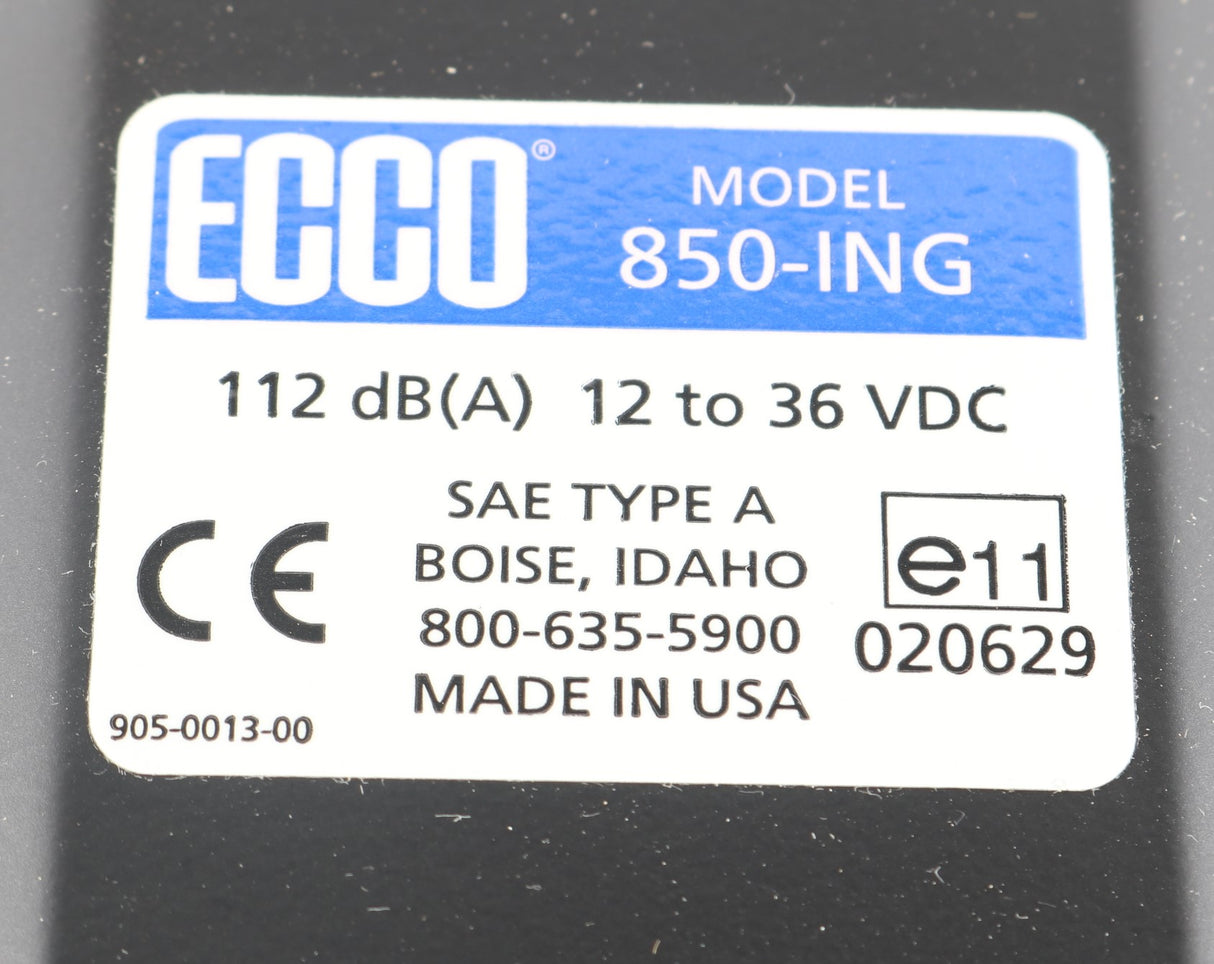 ECCO®
MODEL
850-ING
112 dB(A) 12 to 36 VDC
CE
SAE TYPE A
BOISE, IDAHO
800-635-5900
MADE IN USA
e11
020629
905-0013-00